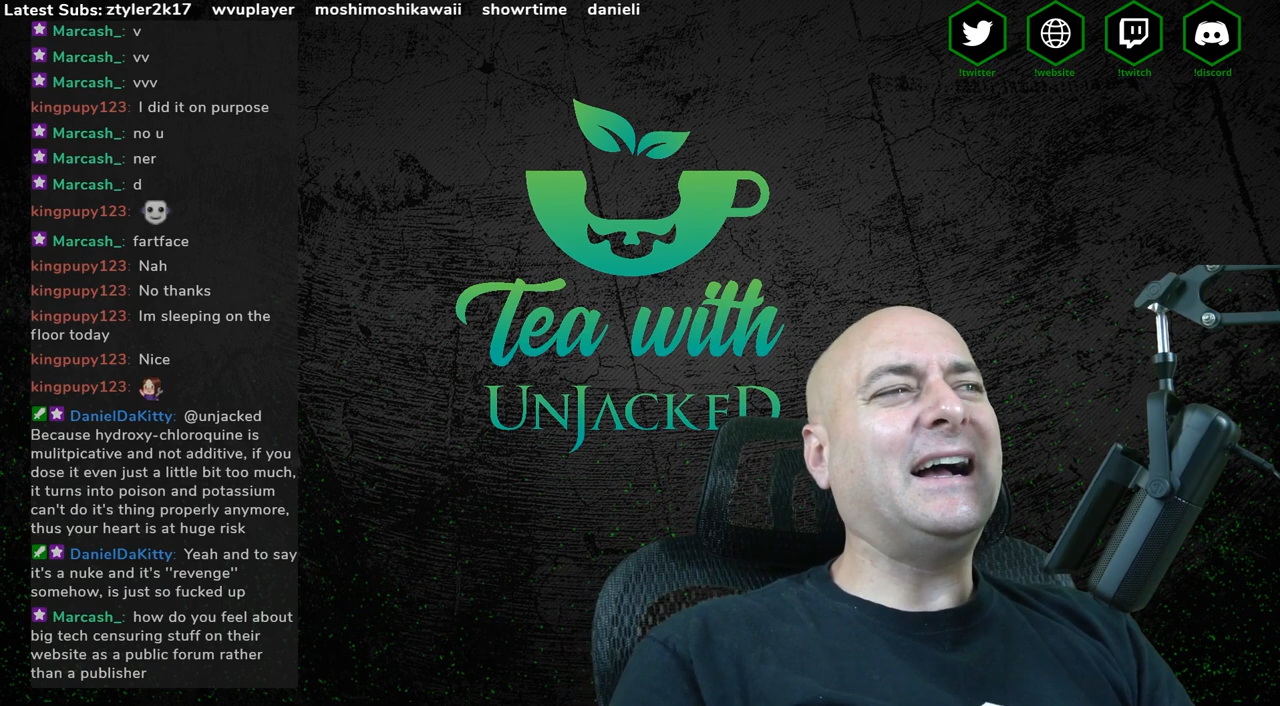 Latest Subs: ztyler2k17 wvuplayer moshimoshikawaii showrtime danieli
!twitter !website !twitch !discord
Marcash_: v
Marcash_: vv
Marcash_: vvv
kingpupy123: I did it on purpose
Marcash_: no u
Marcash_: ner
Marcash_: d
kingpupy123:
Marcash_: fartface
kingpupy123: Nah
kingpupy123: No thanks
kingpupy123: Im sleeping on the
floor today
kingpupy123: Nice
kingpupy123:
DanielDaKitty: @unjacked
Because hydroxy-chloroquine is
mulitpicative and not additive, if you
dose it even just a little bit too much,
it turns into poison and potassium
can't do it's thing properly anymore,
thus your heart is at huge risk
DanielDaKitty: Yeah and to say
it's a nuke and it's ''revenge''
somehow, is just so fucked up
Marcash_: how do you feel about
big tech censuring stuff on their
website as a public forum rather
than a publisher
Tea with
UNJACKED